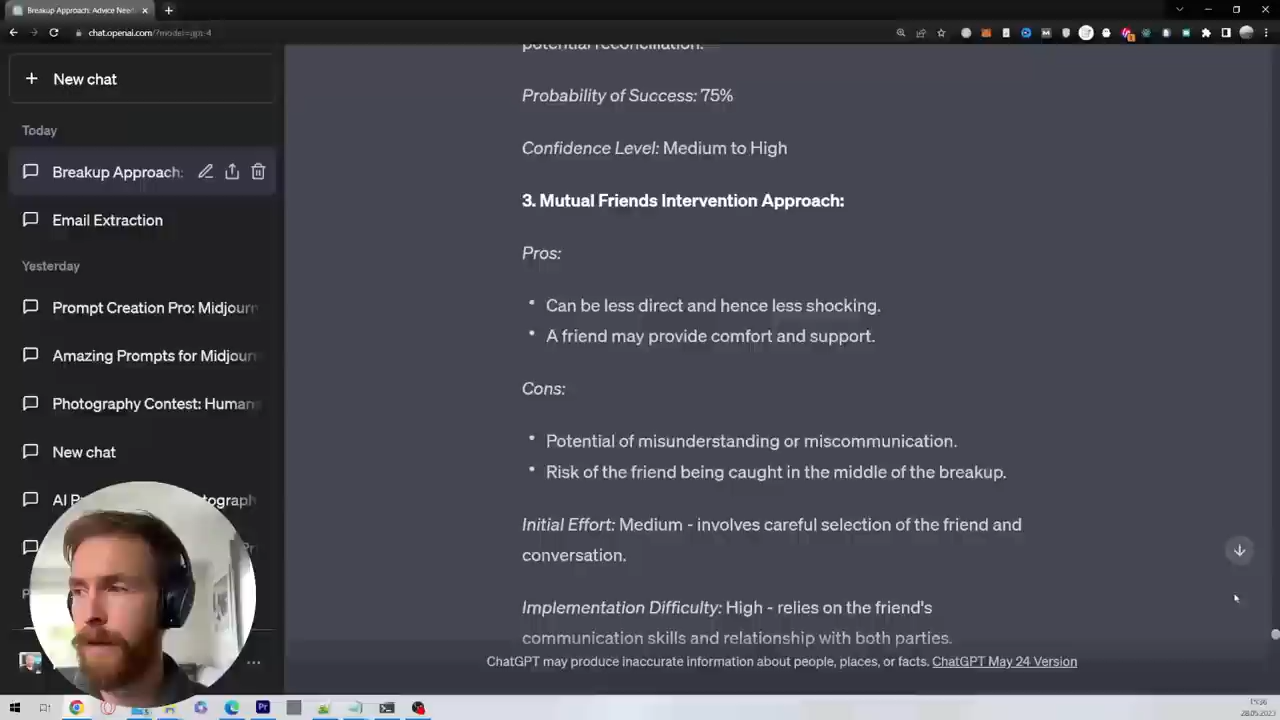 Breakup Approach: Advice Need
chat.openai.com/?model=gpt-4
New chat
Today
Breakup Approach:
Email Extraction
Yesterday
Prompt Creation Pro: Midjourn
Amazing Prompts for Midjourn
Photography Contest: Human
New chat
potential reconciliation.
Probability of Success: 75%
Confidence Level: Medium to High
3. Mutual Friends Intervention Approach:
Pros:
• Can be less direct and hence less shocking.
• A friend may provide comfort and support.
Cons:
• Potential of misunderstanding or miscommunication.
• Risk of the friend being caught in the middle of the breakup.
Initial Effort: Medium - involves careful selection of the friend and
conversation.
Implementation Difficulty: High - relies on the friend's
communication skills and relationship with both parties.
ChatGPT may produce inaccurate information about people, places, or facts. ChatGPT May 24 Version
28.05.2023